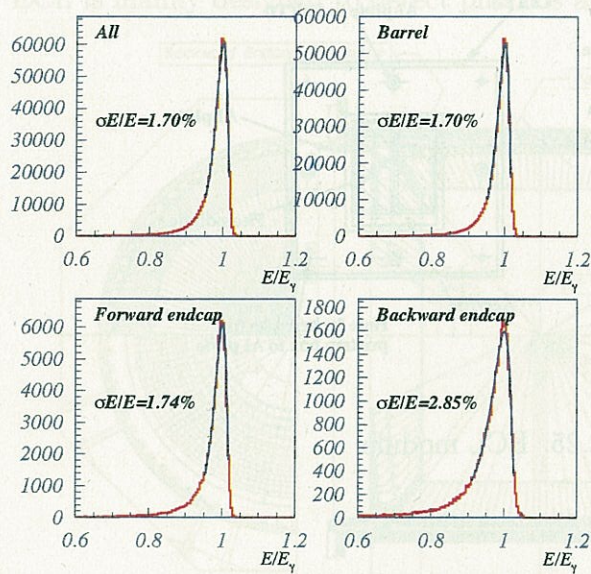 All
60000
50000
40000
30000
20000
10000
0
σE/E=1.70%
0.6 0.8 1 1.2
E/Eγ
Barrel
60000
50000
40000
30000
20000
10000
0
σE/E=1.70%
0.6 0.8 1 1.2
E/Eγ
Forward endcap
6000
5000
4000
3000
2000
1000
0
σE/E=1.74%
0.6 0.8 1 1.2
E/Eγ
Backward endcap
1800
1600
1400
1200
1000
800
600
400
200
0
σE/E=2.85%
0.6 0.8 1 1.2
E/Eγ